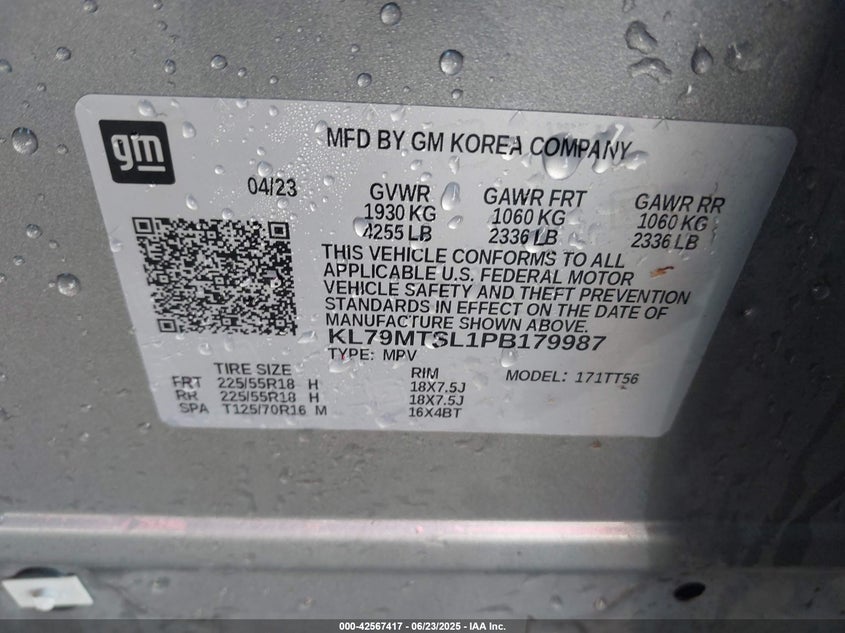 gm
MFD BY GM KOREA COMPANY
04/23
GVWR GAWR FRT GAWR RR
1930 KG 1060 KG 1060 KG
4255 LB 2336 LB 2336 LB
THIS VEHICLE CONFORMS TO ALL
APPLICABLE U.S. FEDERAL MOTOR
VEHICLE SAFETY AND THEFT PREVENTION
STANDARDS IN EFFECT ON THE DATE OF
MANUFACTURE SHOWN ABOVE.
KL79MTSL1PB179987
TYPE: MPV
TIRE SIZE RIM MODEL: 171TT56
FRT 225/55R18 H 18X7.5J
RR 225/55R18 H 18X7.5J
SPA T125/70R16 M 16X4BT
000-42567417 - 06/23/2025 - IAA Inc.